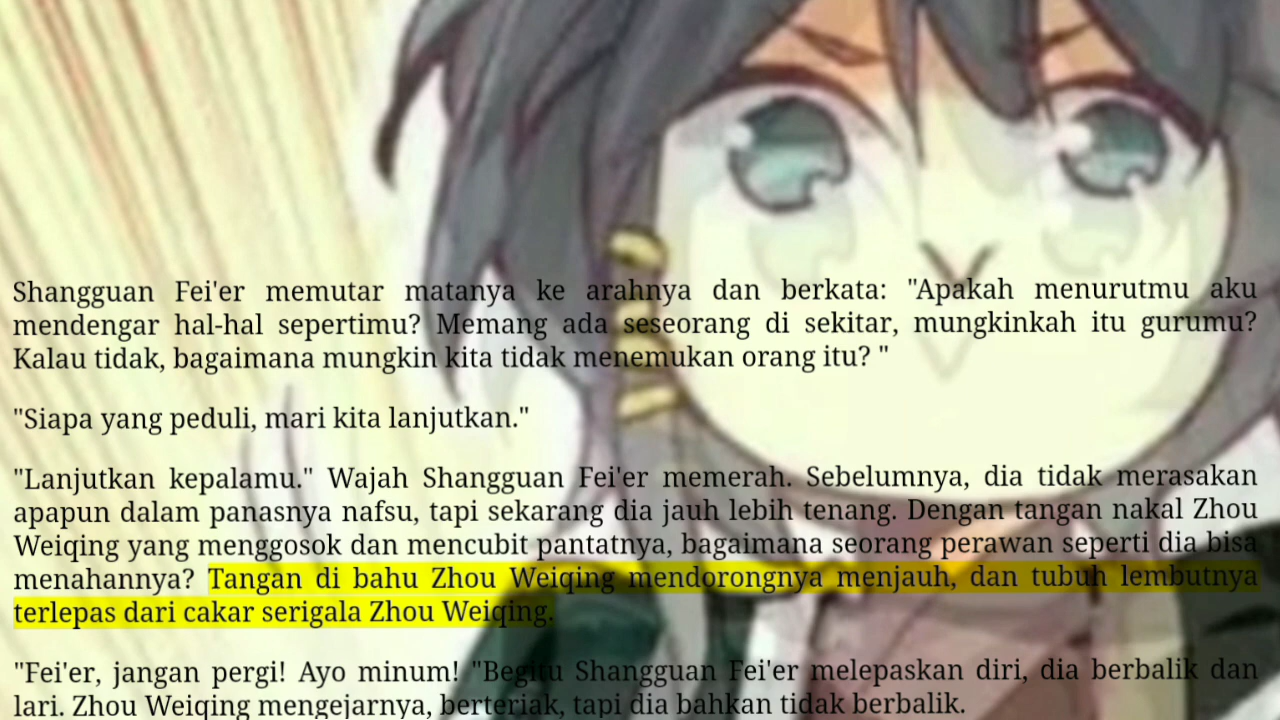 Shangguan Fei'er memutar matanya ke arahnya dan berkata: "Apakah menurutmu aku
mendengar hal-hal sepertimu? Memang ada seseorang di sekitar, mungkinkah itu gurumu?
Kalau tidak, bagaimana mungkin kita tidak menemukan orang itu? "
"Siapa yang peduli, mari kita lanjutkan."
"Lanjutkan kepalamu." Wajah Shangguan Fei'er memerah. Sebelumnya, dia tidak merasakan
apapun dalam panasnya nafsu, tapi sekarang dia jauh lebih tenang. Dengan tangan nakal Zhou
Weiqing yang menggosok dan mencubit pantatnya, bagaimana seorang perawan seperti dia bisa
menahannya? Tangan di bahu Zhou Weiqing mendorongnya menjauh, dan tubuh lembutnya
terlepas dari cakar serigala Zhou Weiqing.
"Fei'er, jangan pergi! Ayo minum! "Begitu Shangguan Fei'er melepaskan diri, dia berbalik dan
lari. Zhou Weiqing mengejarnya, berteriak, tapi dia bahkan tidak berbalik.